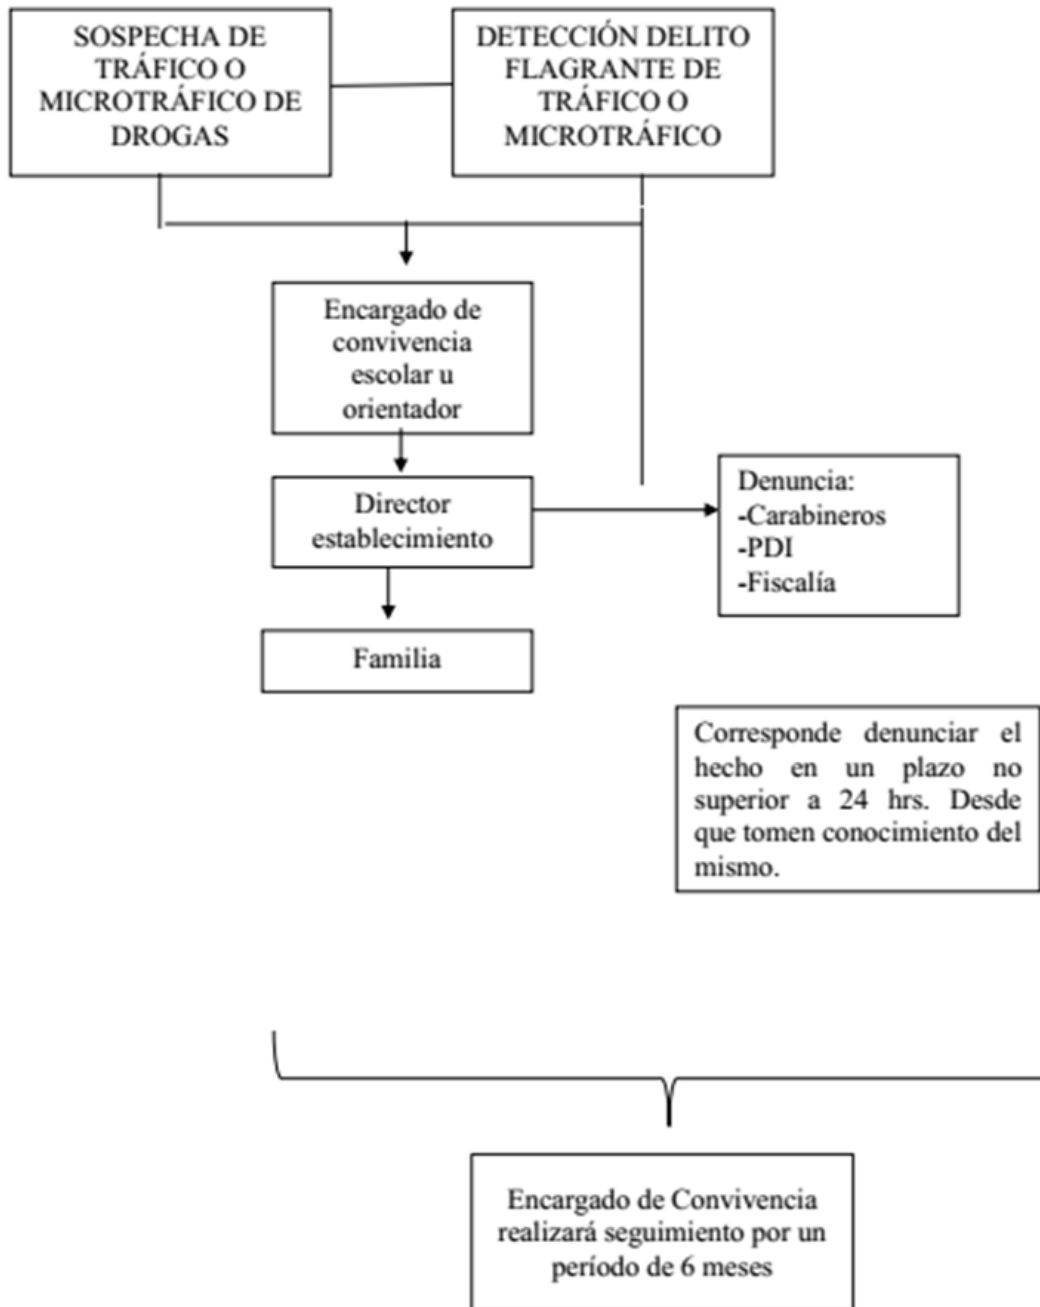 SOSPECHA DE
TRÁFICO O
MICROTRÁFICO DE
DROGAS
DETECCIÓN DELITO
FLAGRANTE DE
TRÁFICO O
MICROTRÁFICO
Encargado de
convivencia
escolar u
orientador
Director
establecimiento
Denuncia:
-Carabineros
-PDI
-Fiscalía
Familia
Corresponde denunciar el
hecho en un plazo no
superior a 24 hrs. Desde
que tomen conocimiento del
mismo.
Encargado de Convivencia
realizará seguimiento por un
período de 6 meses